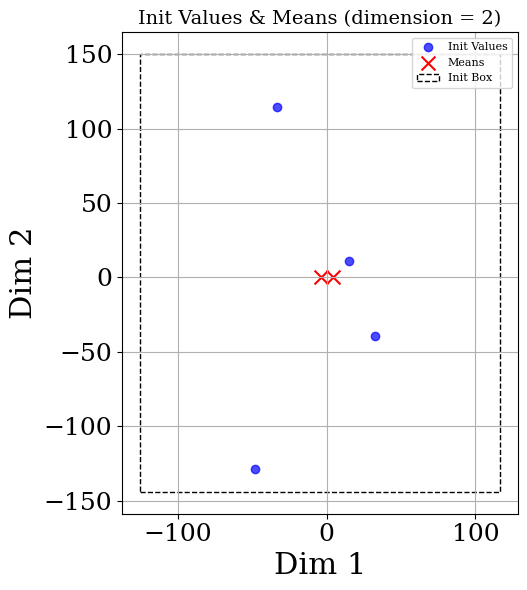 Init Values & Means (dimension = 2)
Init Values
Means
Init Box
150
100
50
0
−50
−100
−150
Dim 2
−100
0
100
Dim 1